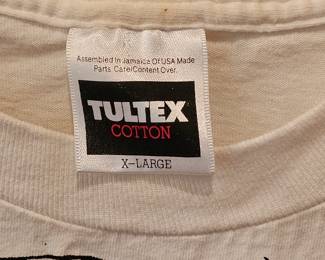 Assembled In Jamaica Of USA Made
Parts. Care/Content Over.
TULTEX
COTTON
X-LARGE